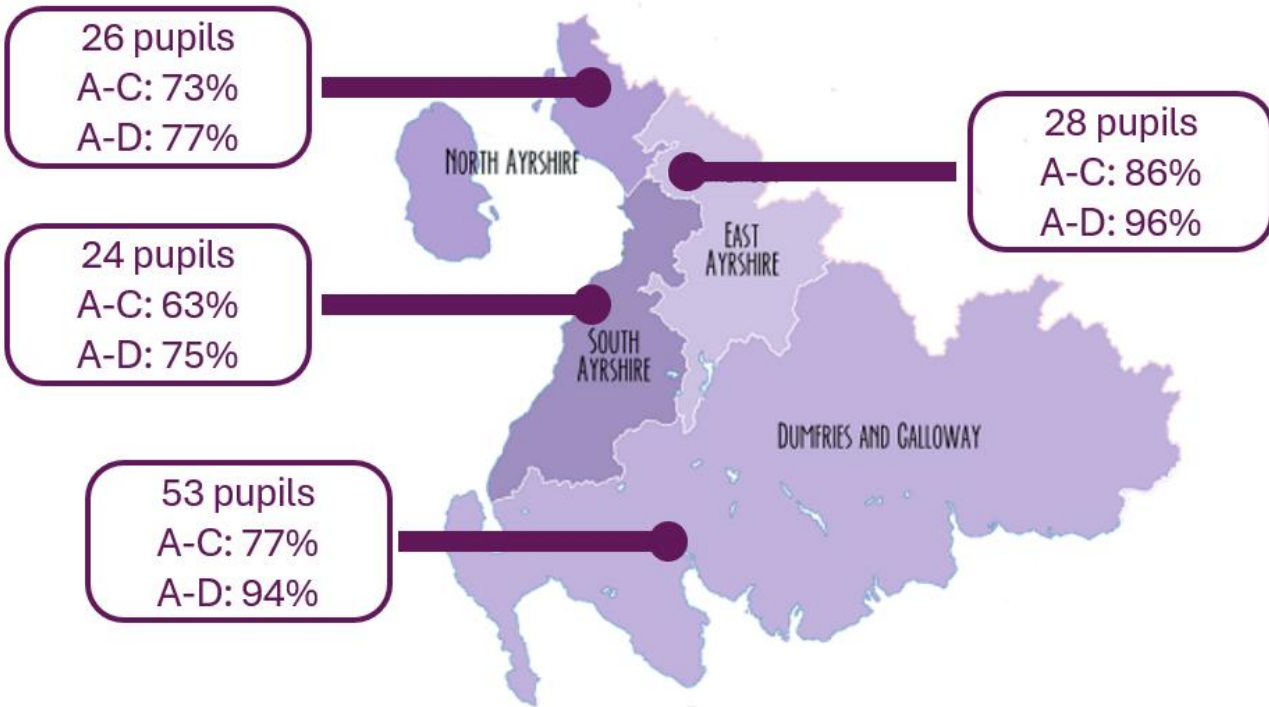 26 pupils
A-C: 73%
A-D: 77%
28 pupils
A-C: 86%
A-D: 96%
NORTH AYRSHIRE
24 pupils
A-C: 63%
A-D: 75%
EAST
AYRSHIRE
SOUTH
AYRSHIRE
DUMFRIES AND GALLOWAY
53 pupils
A-C: 77%
A-D: 94%